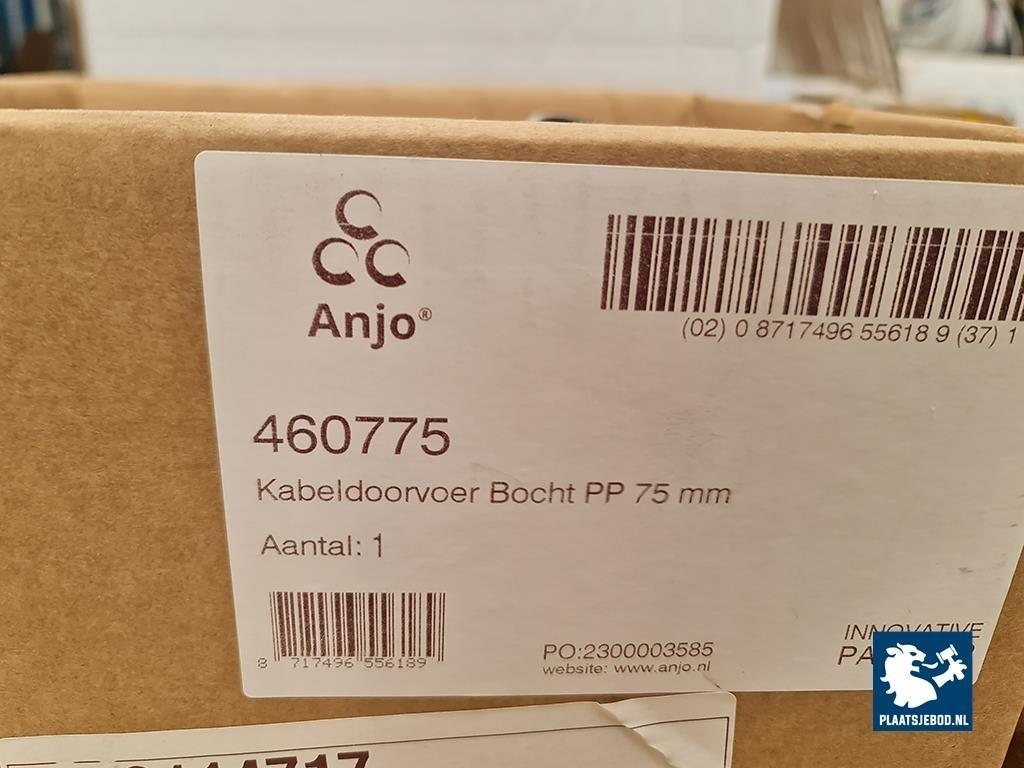 Anjo®
(02) 0 8717496 55618 9 (37) 1
460775
Kabeldoorvoer Bocht PP 75 mm
Aantal: 1
8 717496 556189
PO:2300003585
website: www.anjo.nl
INNOVATIVE
PLAATSJEBOD.NL